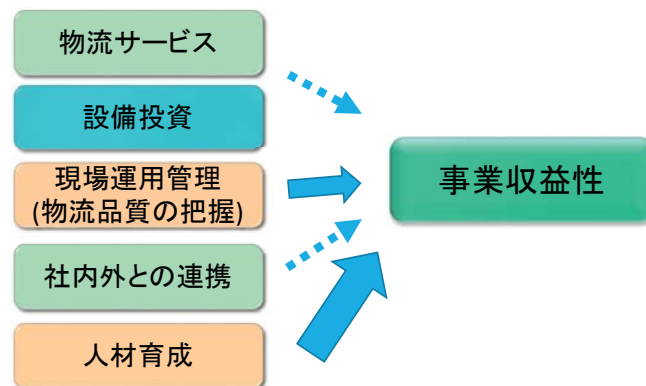 物流サービス
設備投資
現場運用管理
(物流品質の把握)
社内外との連携
人材育成
事業収益性